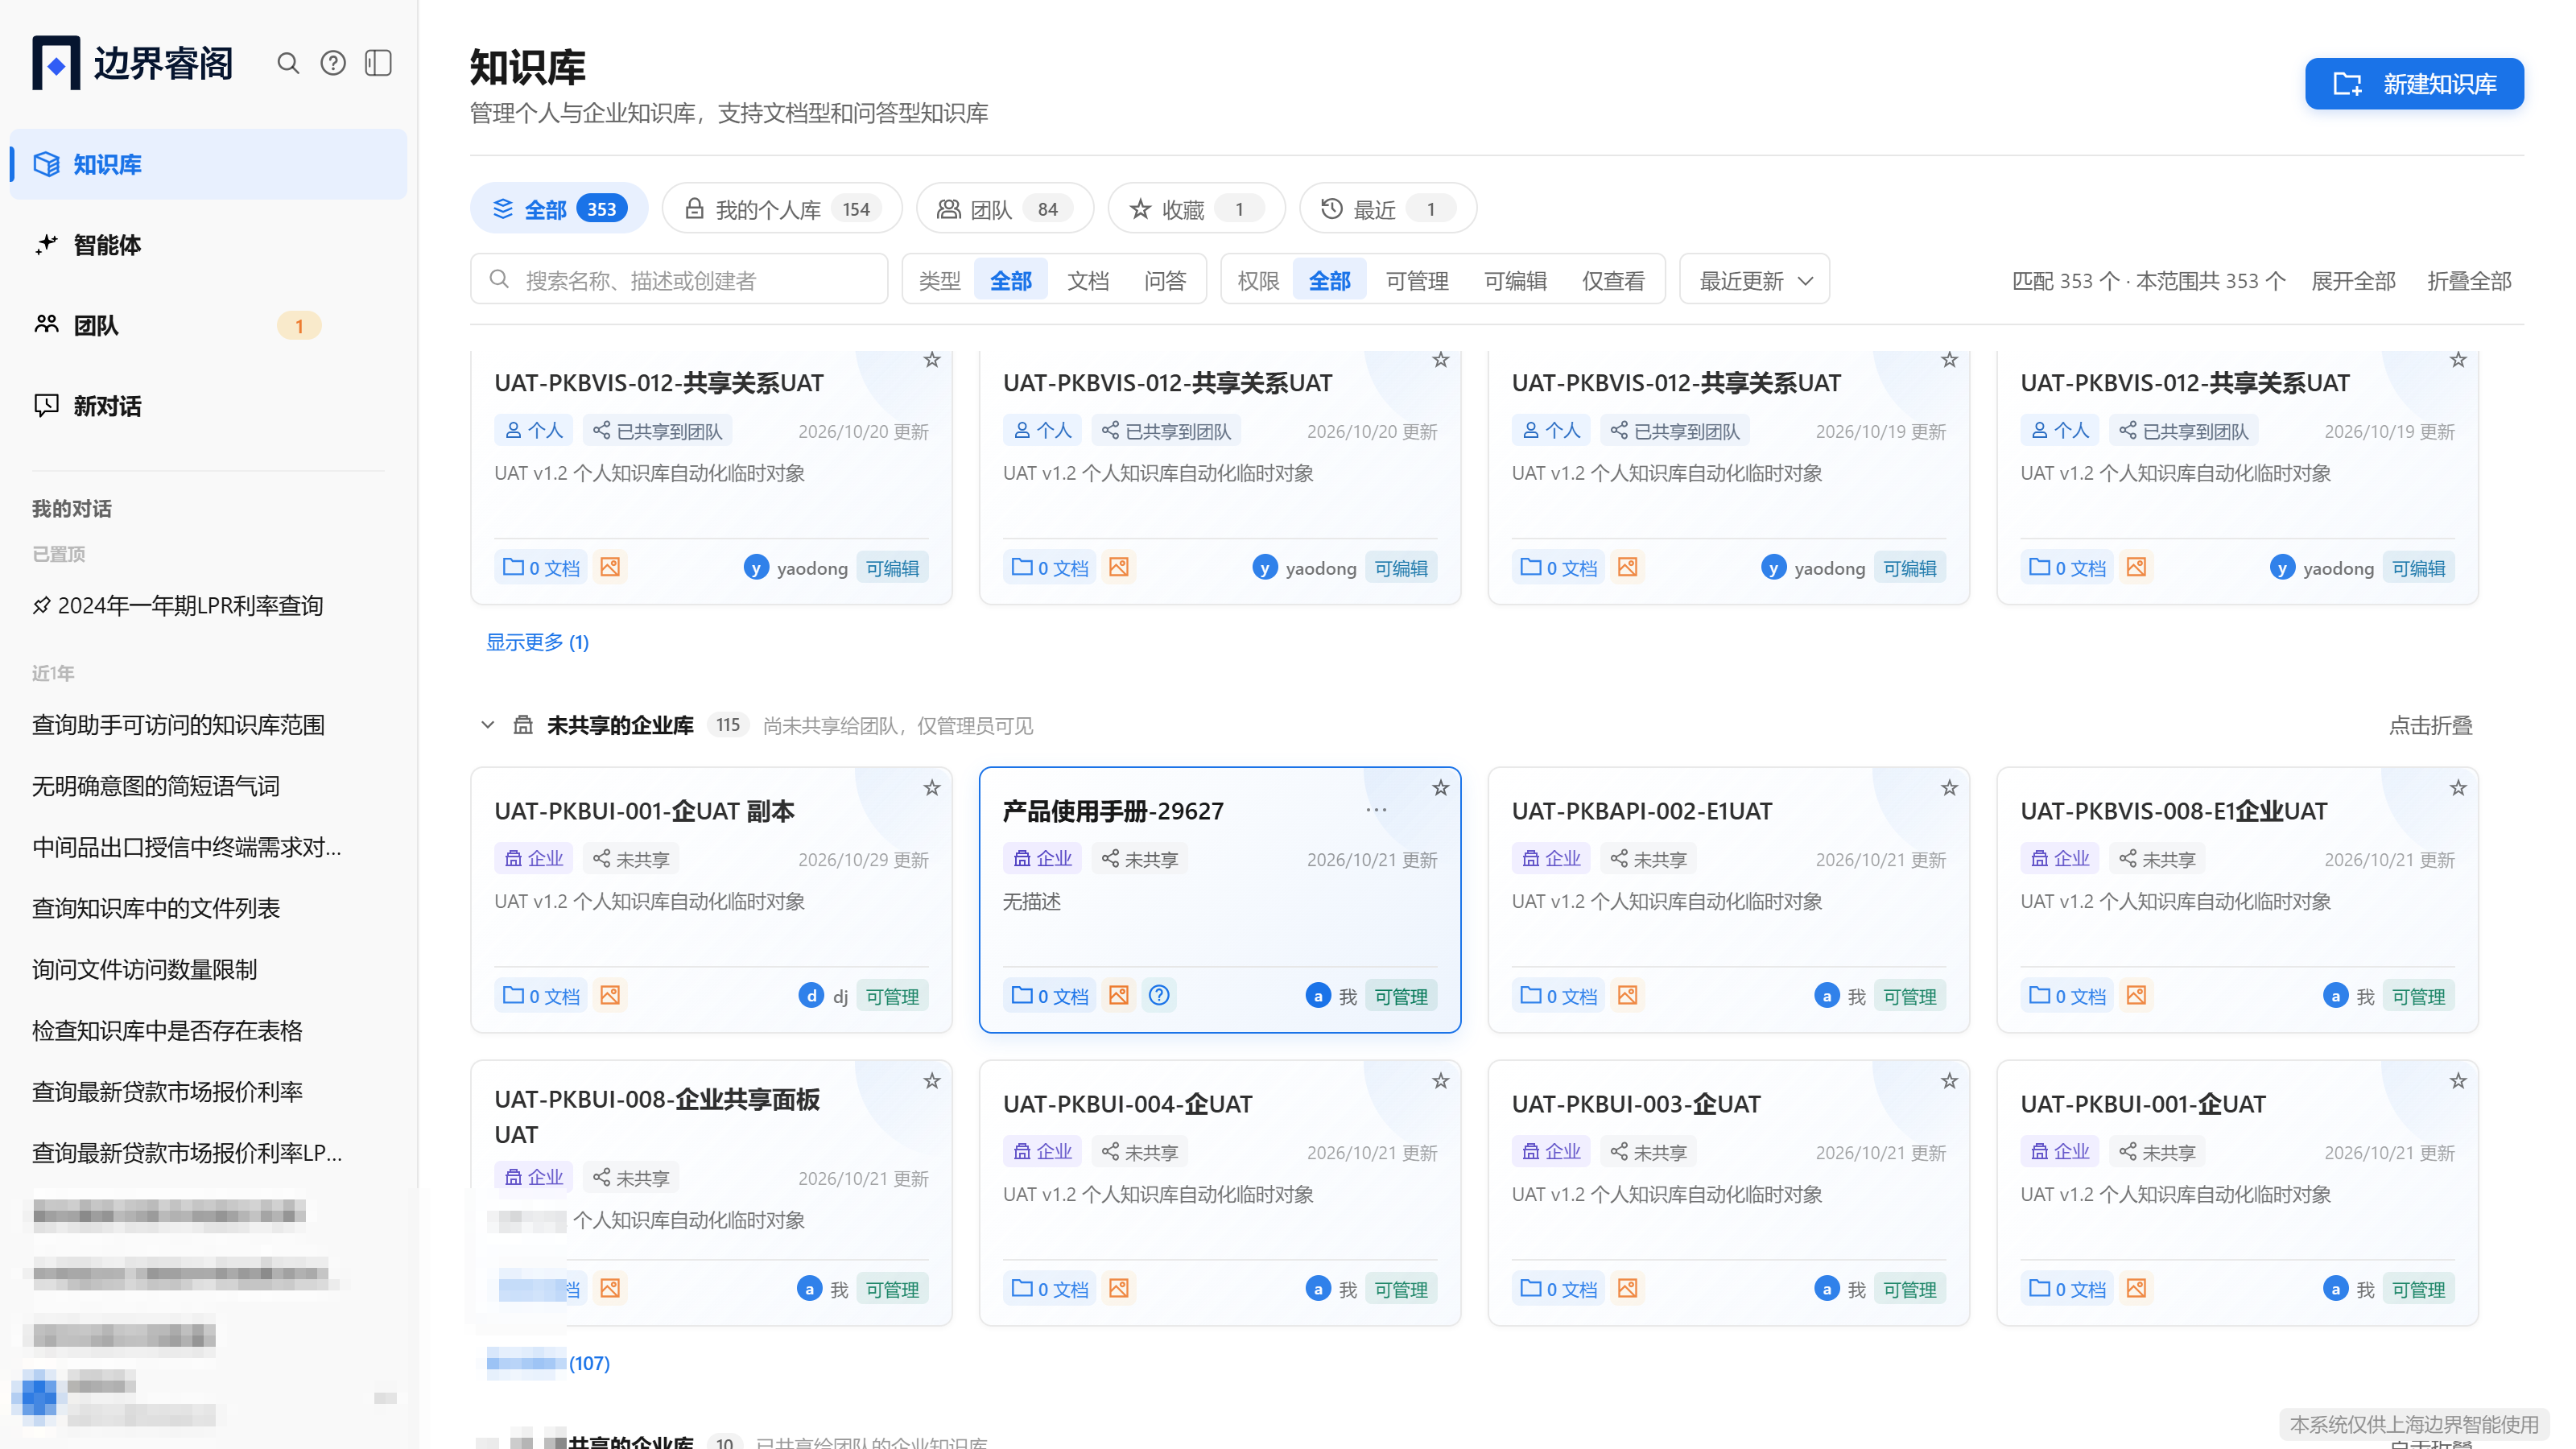 边界睿阁
知识库
智能体
团队 1
新对话
我的对话
已置顶
2024年一年期LPR利率查询
近1年
查询助手可访问的知识库范围
无明确意图的简短语气词
中间品出口授信中终端需求对...
查询知识库中的文件列表
询问文件访问数量限制
检查知识库中是否存在表格
查询最新贷款市场报价利率
查询最新贷款市场报价利率LP...
知识库
管理个人与企业知识库，支持文档型和问答型知识库
新建知识库
全部 353 我的个人库 154 团队 84 收藏 1 最近 1
搜索名称、描述或创建者 类型 全部 文档 问答 权限 全部 可管理 可编辑 仅查看 最近更新 匹配 353 个 · 本范围共 353 个 展开全部 折叠全部
UAT-PKBVIS-012-共享关系UAT
个人 已共享到团队 2026/10/20 更新
UAT v1.2 个人知识库自动化临时对象
0 文档 y yaodong 可编辑
UAT-PKBVIS-012-共享关系UAT
个人 已共享到团队 2026/10/20 更新
UAT v1.2 个人知识库自动化临时对象
0 文档 y yaodong 可编辑
UAT-PKBVIS-012-共享关系UAT
个人 已共享到团队 2026/10/19 更新
UAT v1.2 个人知识库自动化临时对象
0 文档 y yaodong 可编辑
UAT-PKBVIS-012-共享关系UAT
个人 已共享到团队 2026/10/19 更新
UAT v1.2 个人知识库自动化临时对象
0 文档 y yaodong 可编辑
显示更多 (1)
未共享的企业库 115 尚未共享给团队，仅管理员可见 点击折叠
UAT-PKBUI-001-企UAT 副本
企业 未共享 2026/10/29 更新
UAT v1.2 个人知识库自动化临时对象
0 文档 d dj 可管理
产品使用手册-29627 ...
企业 未共享 2026/10/21 更新
无描述
0 文档 a 我 可管理
UAT-PKBAPI-002-E1UAT
企业 未共享 2026/10/21 更新
UAT v1.2 个人知识库自动化临时对象
0 文档 a 我 可管理
UAT-PKBVIS-008-E1企业UAT
企业 未共享 2026/10/21 更新
UAT v1.2 个人知识库自动化临时对象
0 文档 a 我 可管理
UAT-PKBUI-008-企业共享面板
UAT
企业 未共享 2026/10/21 更新
个人知识库自动化临时对象
档 a 我 可管理
UAT-PKBUI-004-企UAT
企业 未共享 2026/10/21 更新
UAT v1.2 个人知识库自动化临时对象
0 文档 a 我 可管理
UAT-PKBUI-003-企UAT
企业 未共享 2026/10/21 更新
UAT v1.2 个人知识库自动化临时对象
0 文档 a 我 可管理
UAT-PKBUI-001-企UAT
企业 未共享 2026/10/21 更新
UAT v1.2 个人知识库自动化临时对象
0 文档 a 我 可管理
(107)
共享的企业库 10 已共享给团队的企业知识库 点击折叠
本系统仅供上海边界智能使用